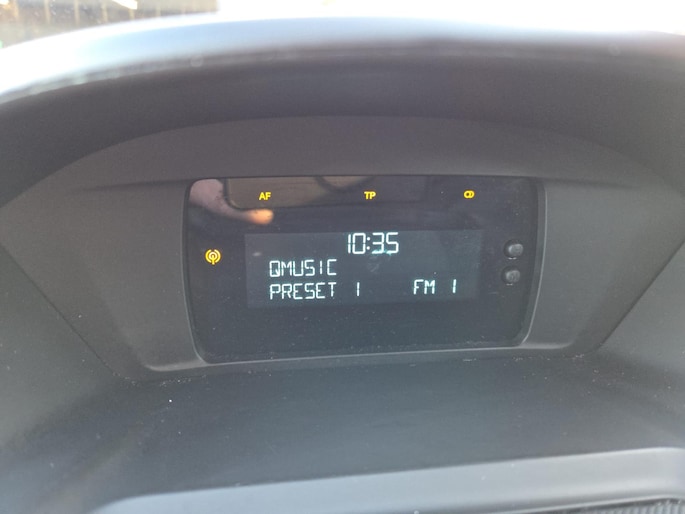 AF TP
10:35
QMUSIC
PRESET 1 FM 1